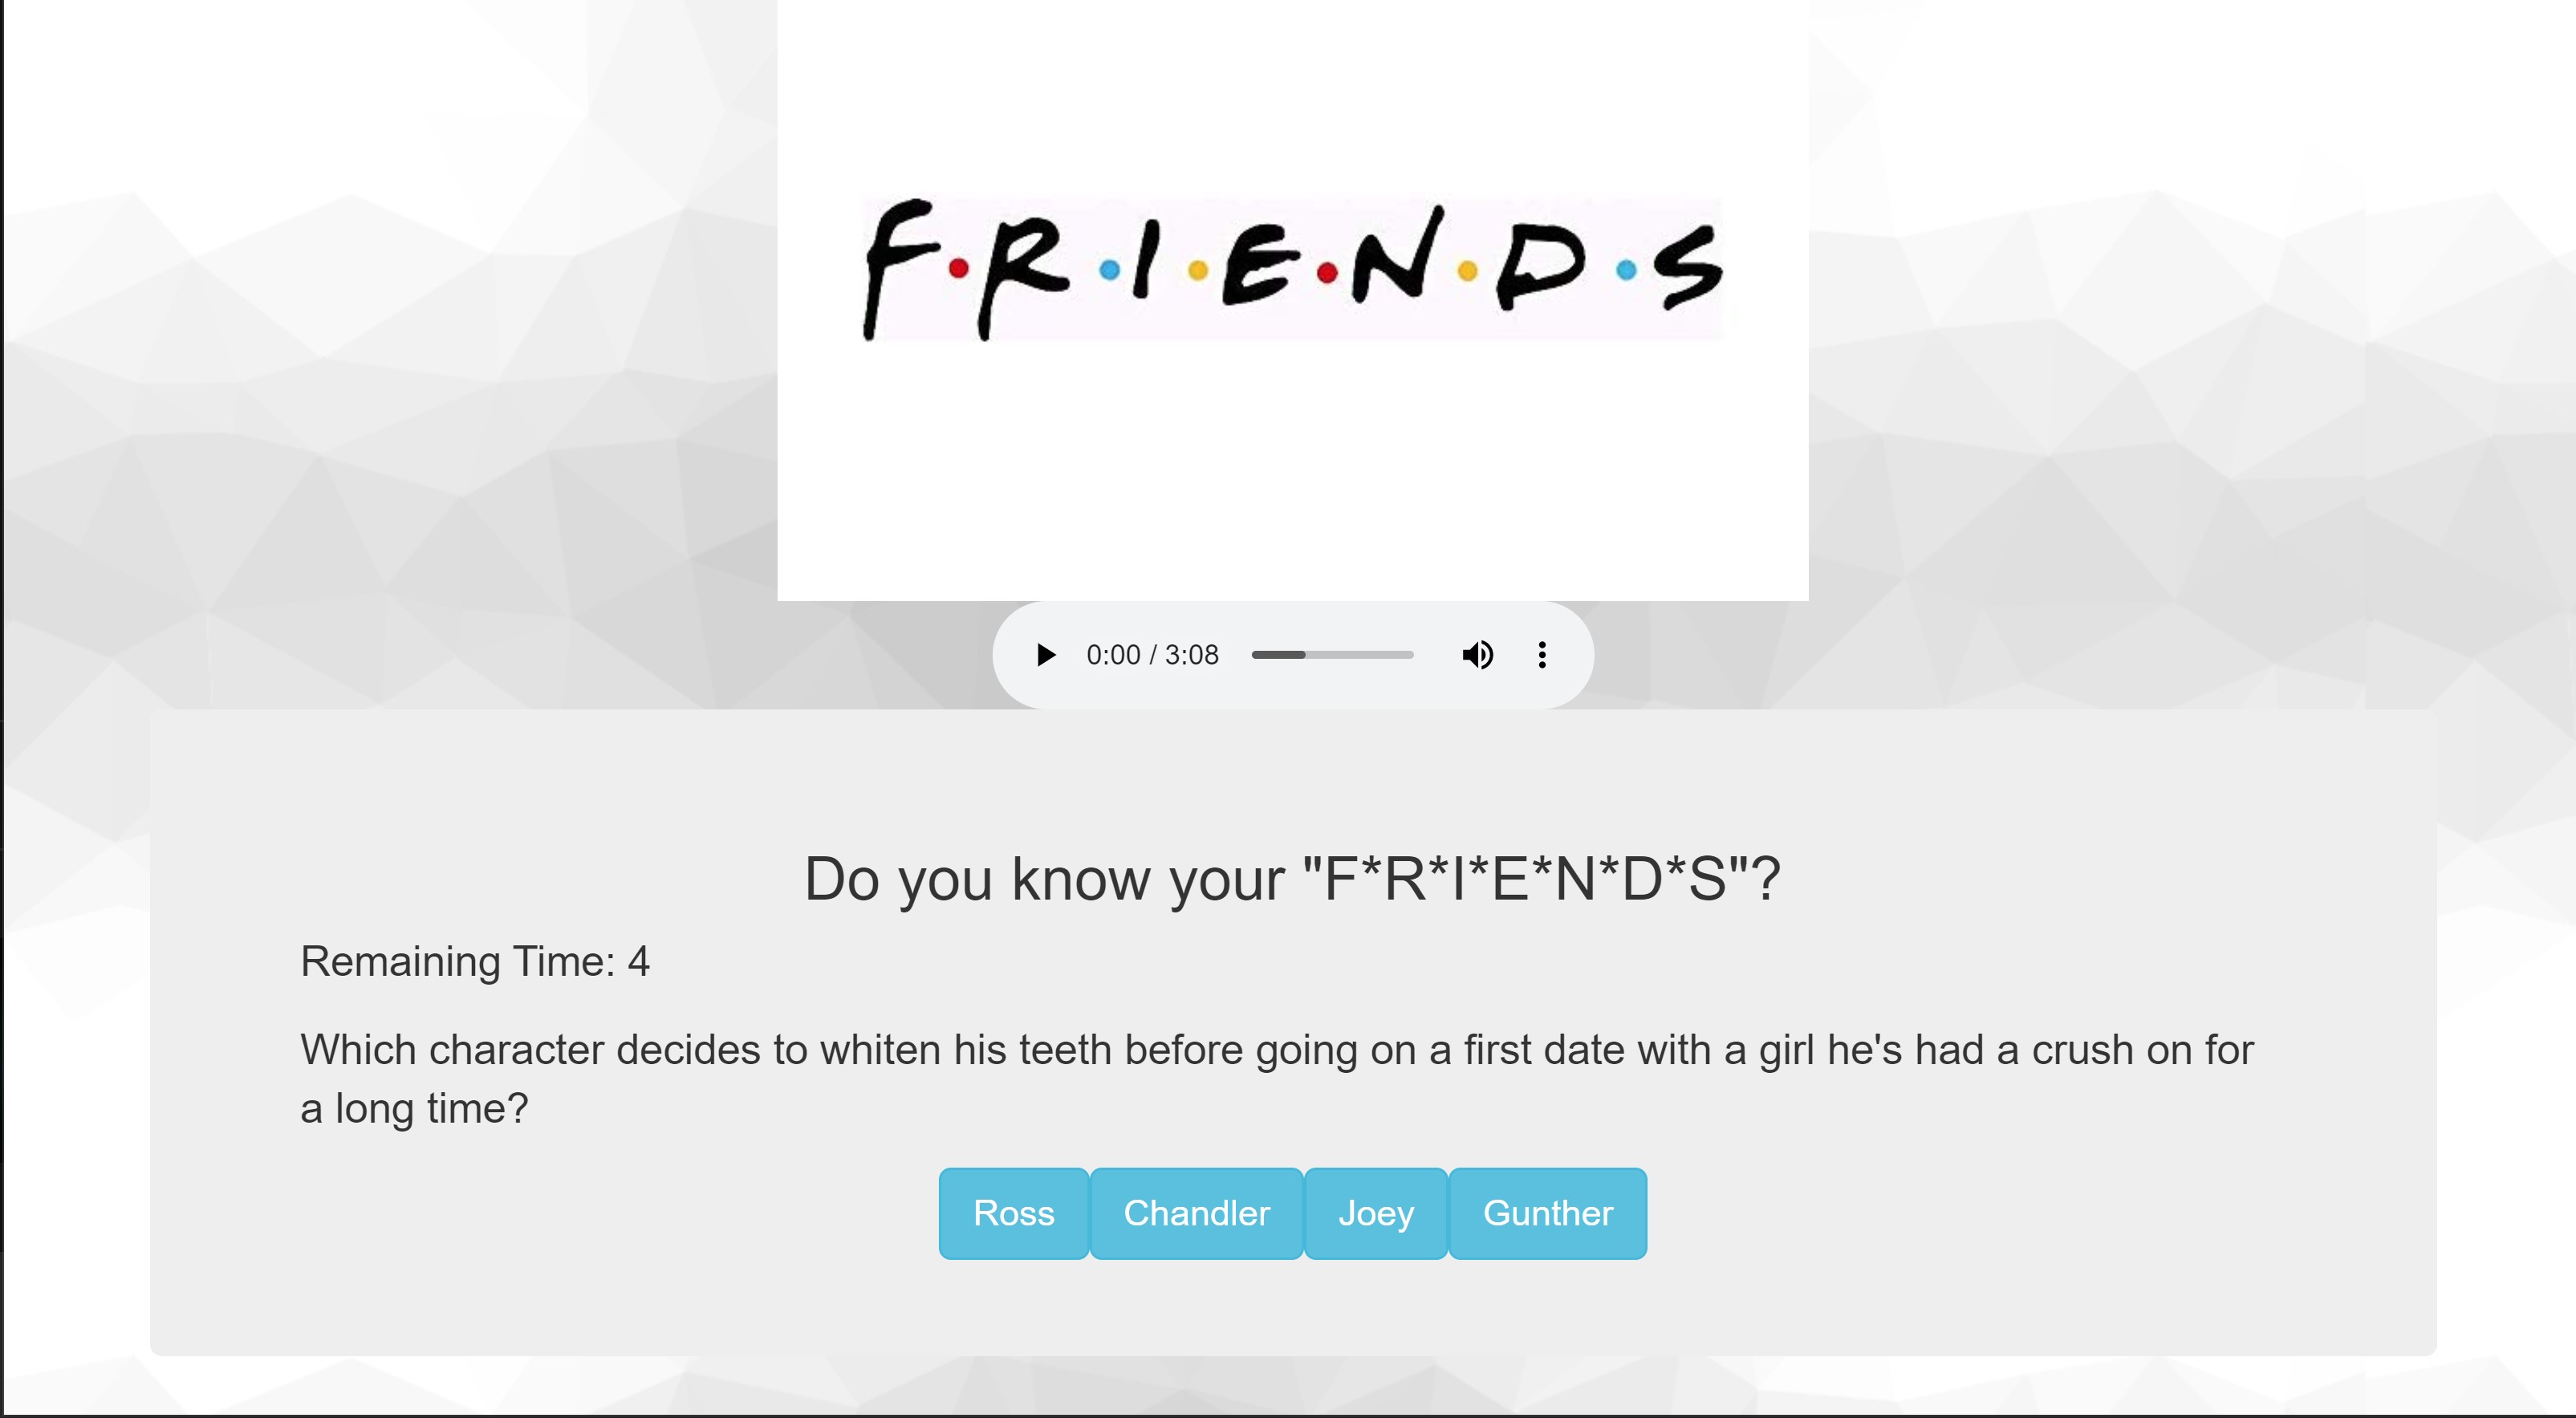 F•R•I•E•N•D•S
0:00 / 3:08
Do you know your "F*R*I*E*N*D*S"?
Remaining Time: 4
Which character decides to whiten his teeth before going on a first date with a girl he's had a crush on for
a long time?
Ross Chandler Joey Gunther